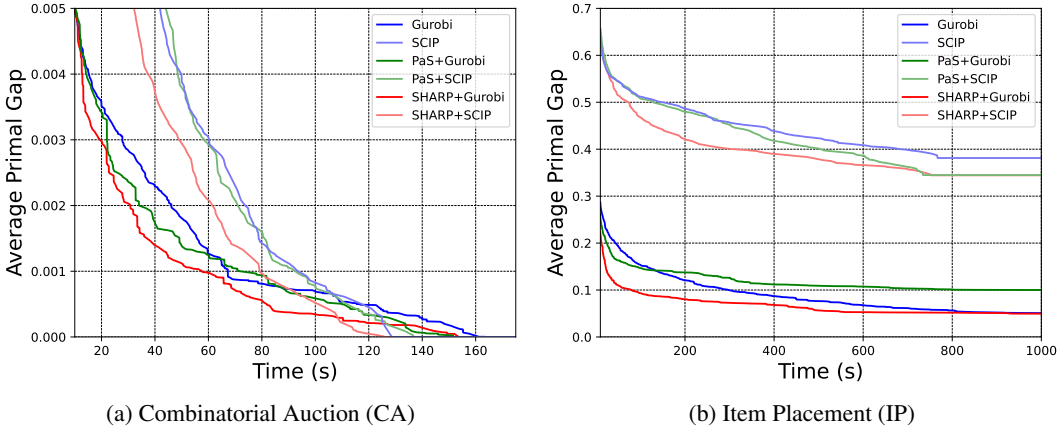 0.005
0.004
0.003
0.002
0.001
0.000
Average Primal Gap
20 40 60 80 100 120 140 160
Time (s)
Gurobi
SCIP
PaS+Gurobi
PaS+SCIP
SHARP+Gurobi
SHARP+SCIP
(a) Combinatorial Auction (CA)
0.7
0.6
0.5
0.4
0.3
0.2
0.1
0.0
Average Primal Gap
200 400 600 800 1000
Time (s)
Gurobi
SCIP
PaS+Gurobi
PaS+SCIP
SHARP+Gurobi
SHARP+SCIP
(b) Item Placement (IP)